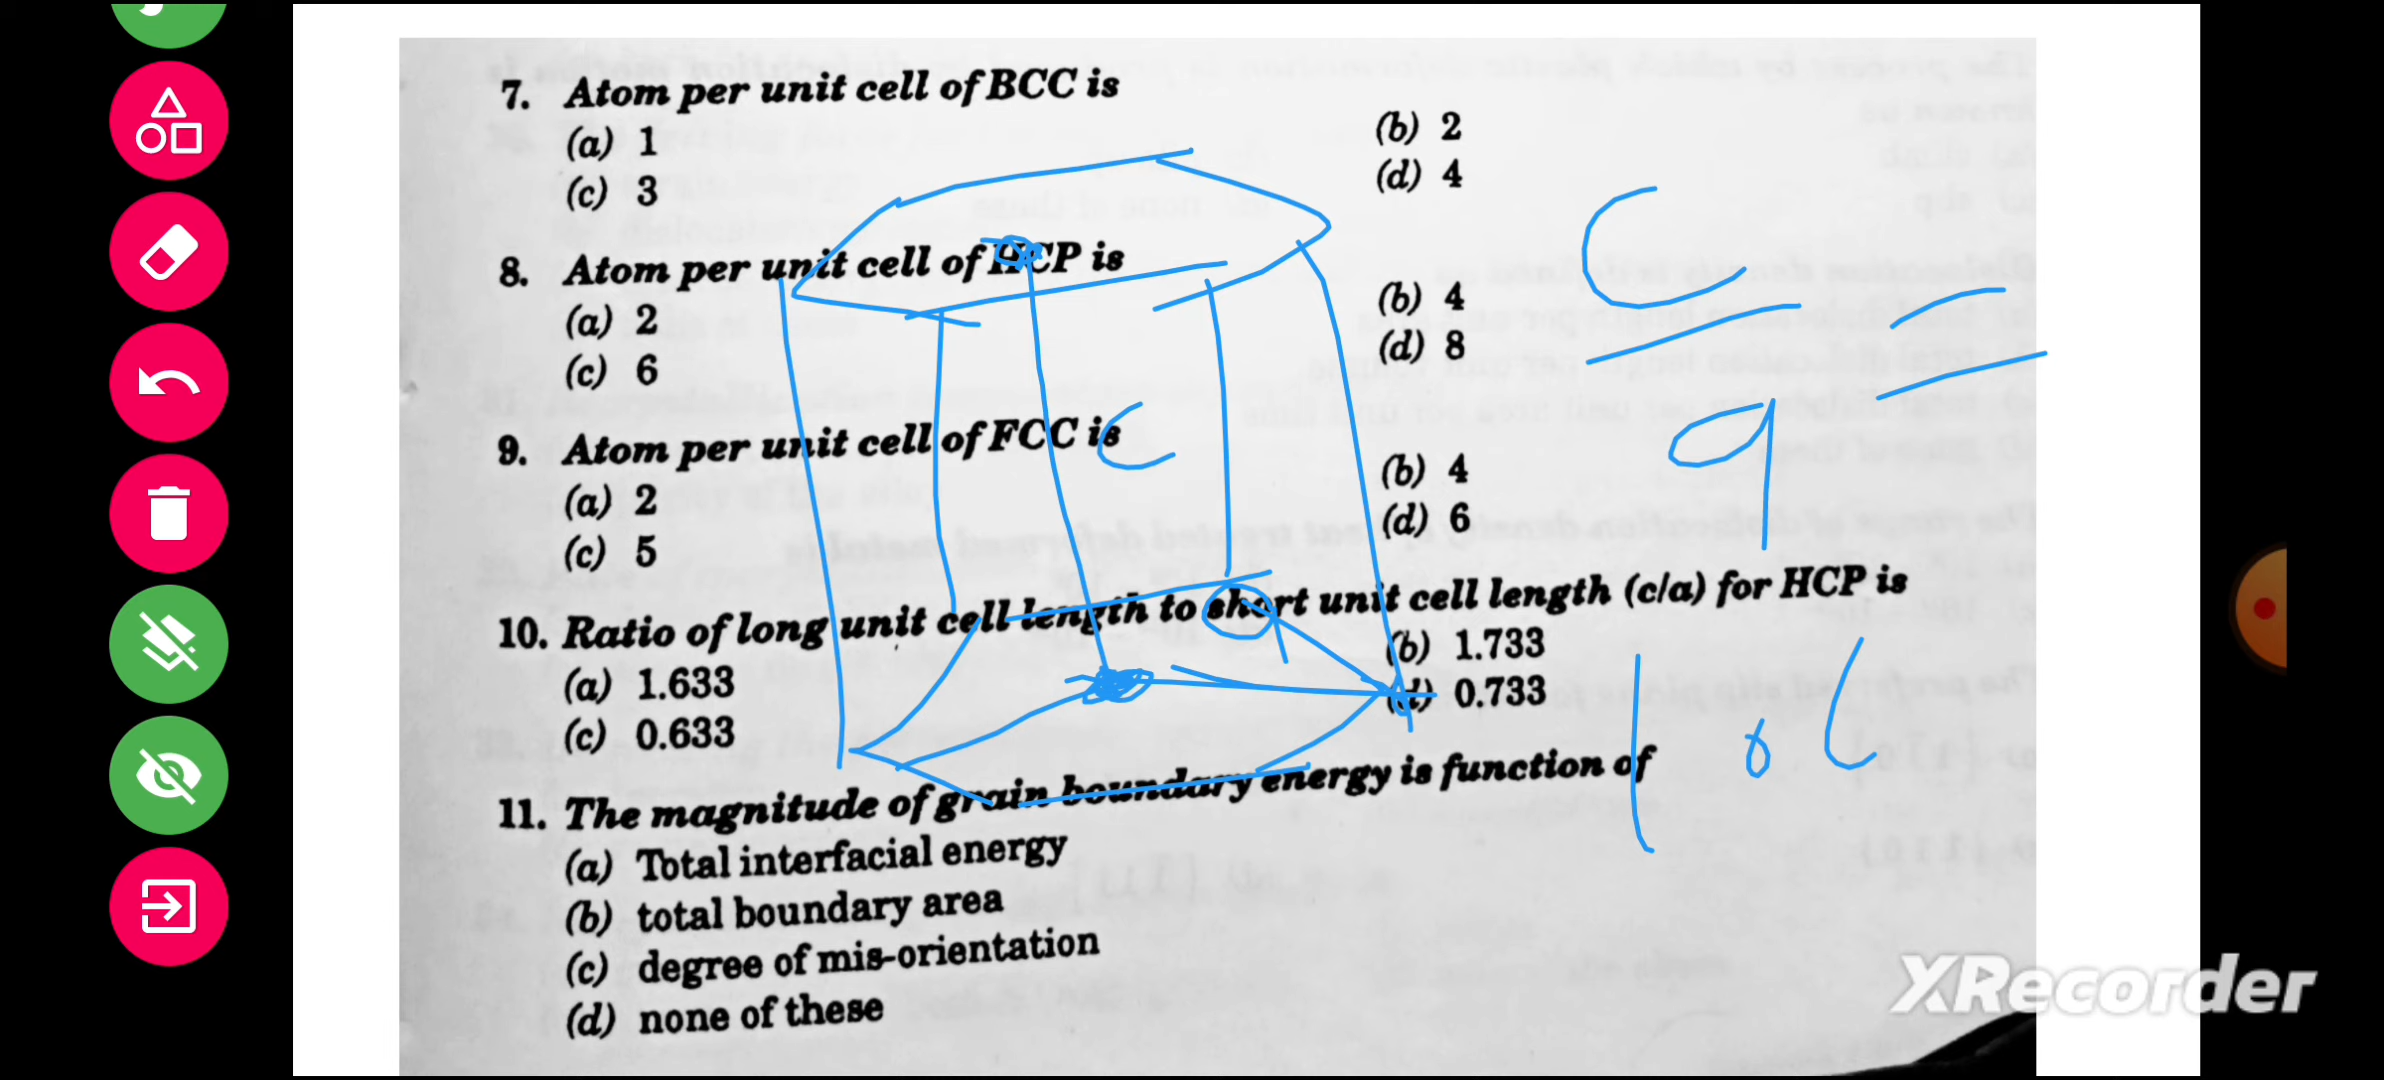 7. Atom per unit cell of BCC is
(a) 1
(b) 2
(c) 3
(d) 4
8. Atom per unit cell of HCP is
(a) 2
(b) 4
(c) 6
(d) 8
9. Atom per unit cell of FCC is
(a) 2
(b) 4
(c) 5
(d) 6
10. Ratio of long unit cell length to short unit cell length (c/a) for HCP is
(a) 1.633
(b) 1.733
(c) 0.633
(d) 0.733
11. The magnitude of grain boundary energy is function of
(a) Total interfacial energy
(b) total boundary area
(c) degree of mis-orientation
(d) none of these
C
a
=
C
1.6
XRecorder